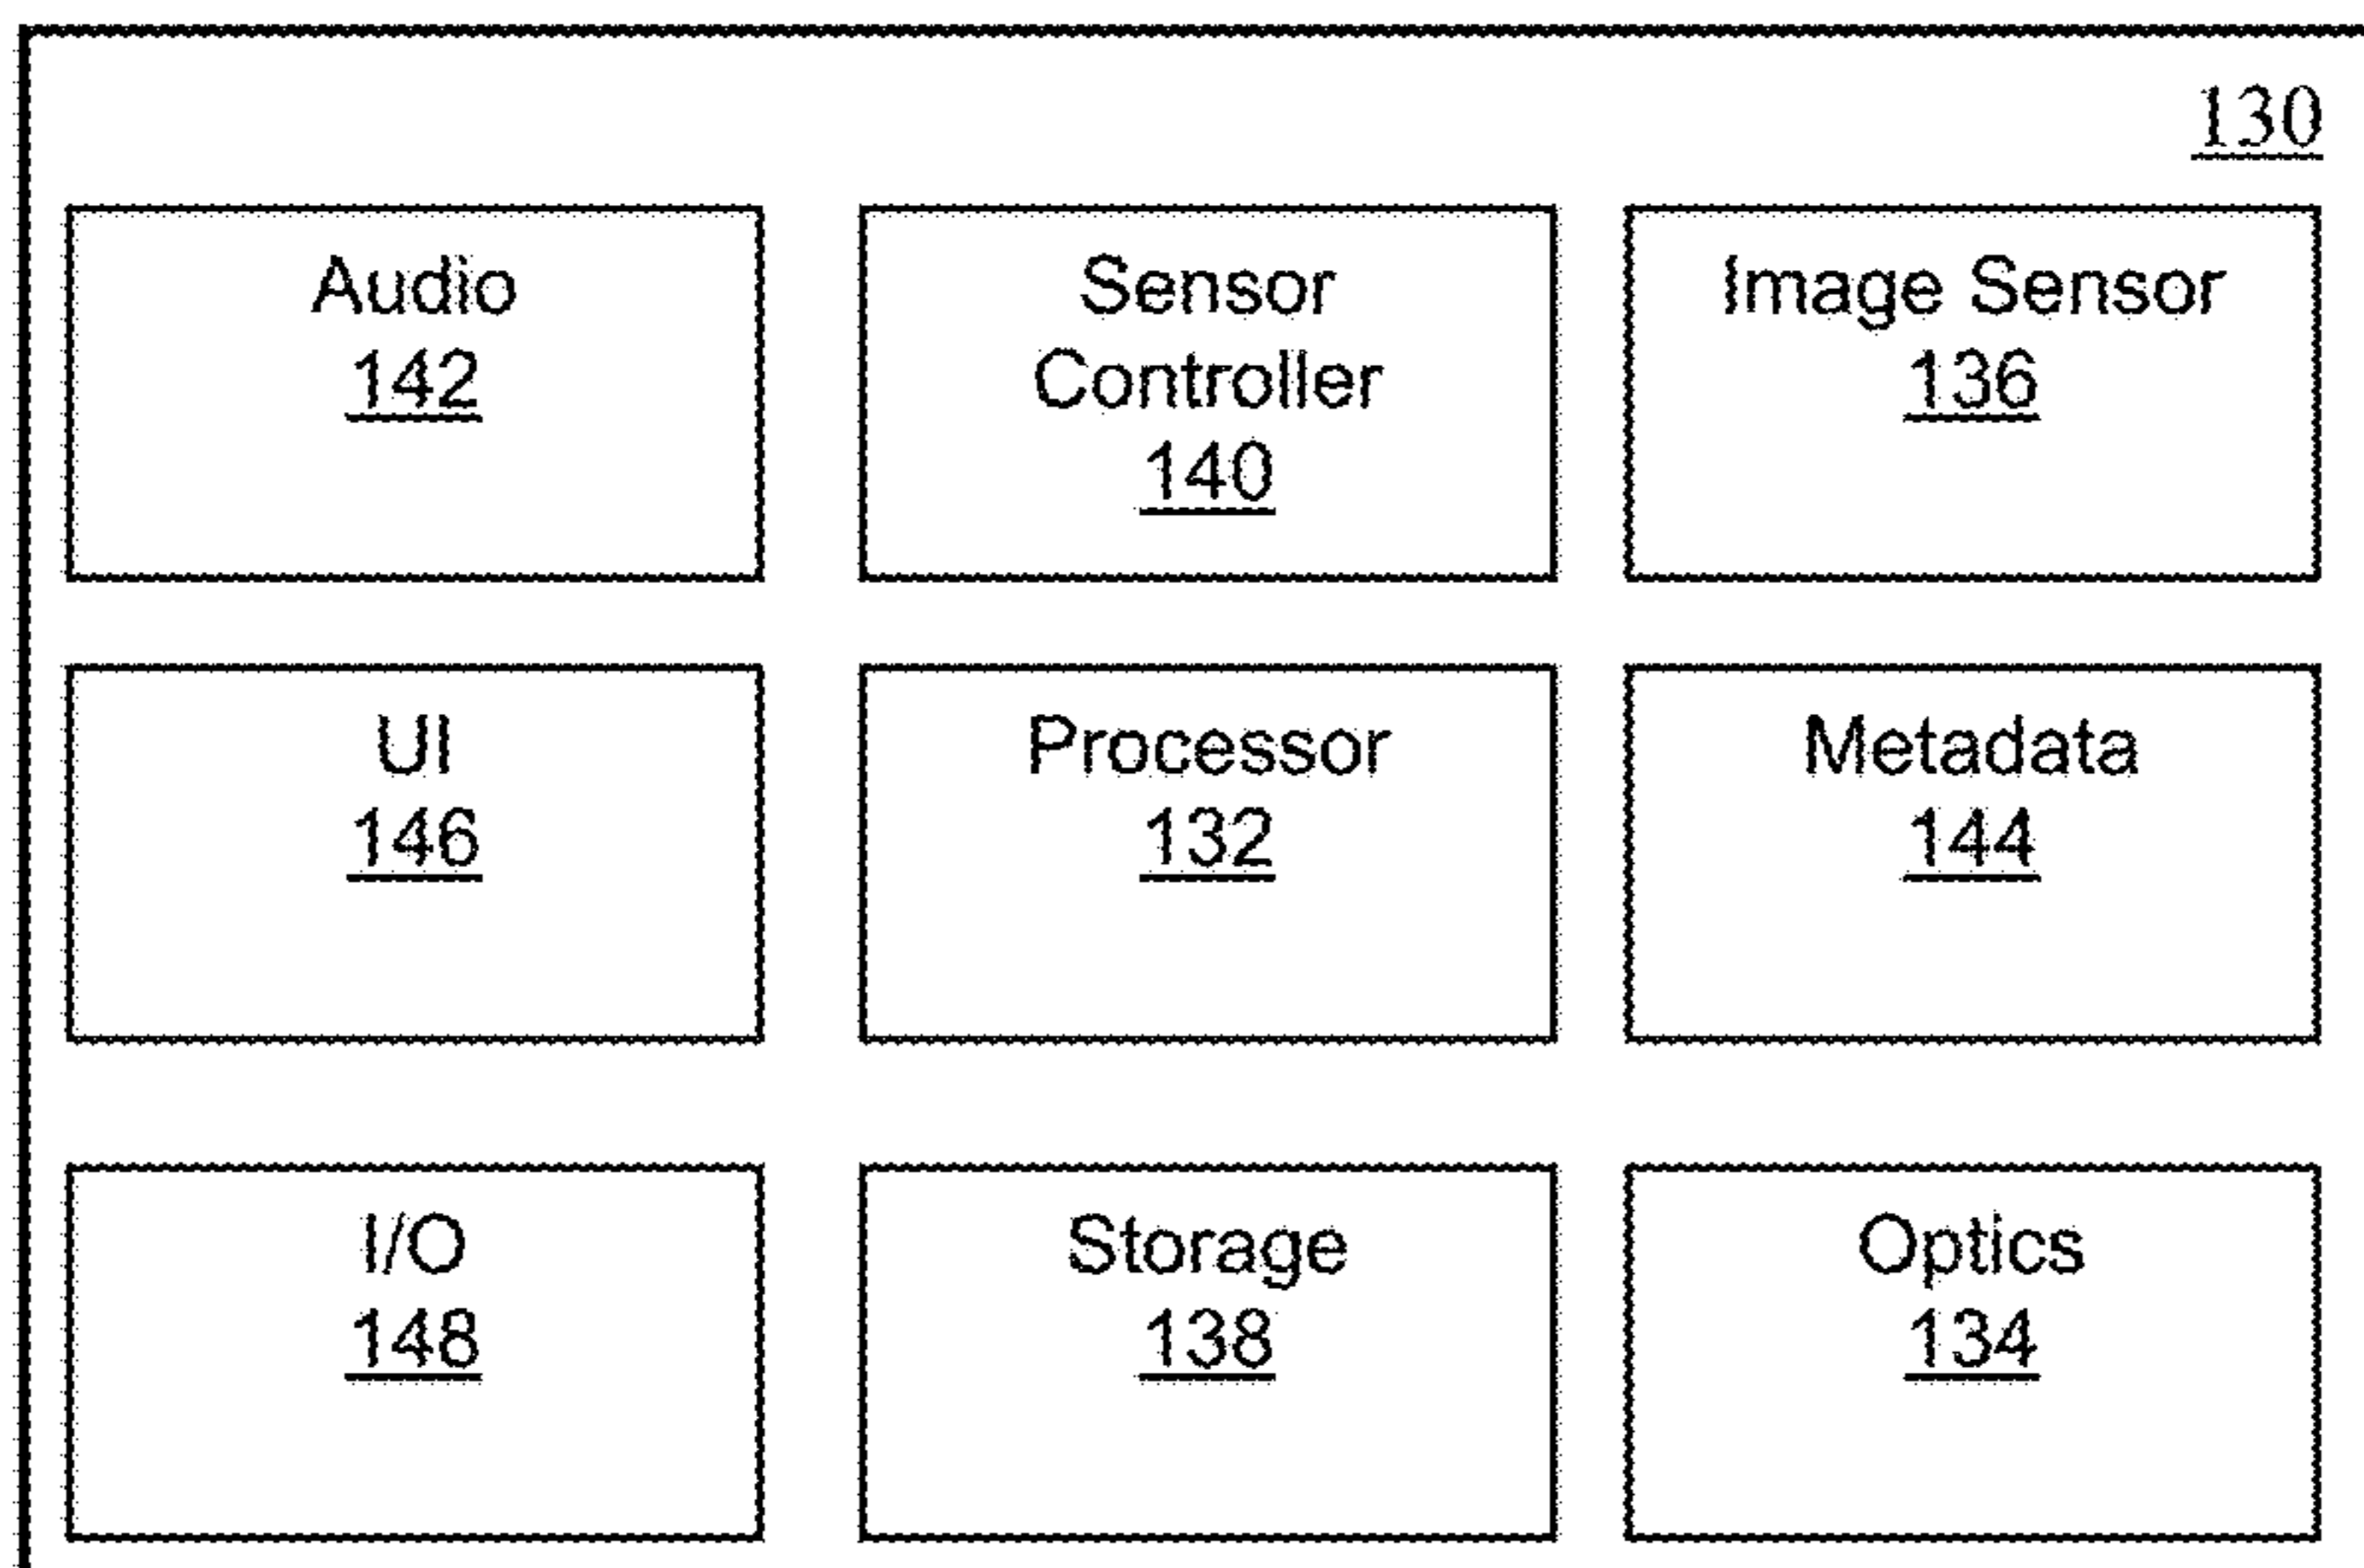 130
Audio
142
Sensor
Controller
140
Image Sensor
136
UI
146
Processor
132
Metadata
144
I/O
148
Storage
138
Optics
134